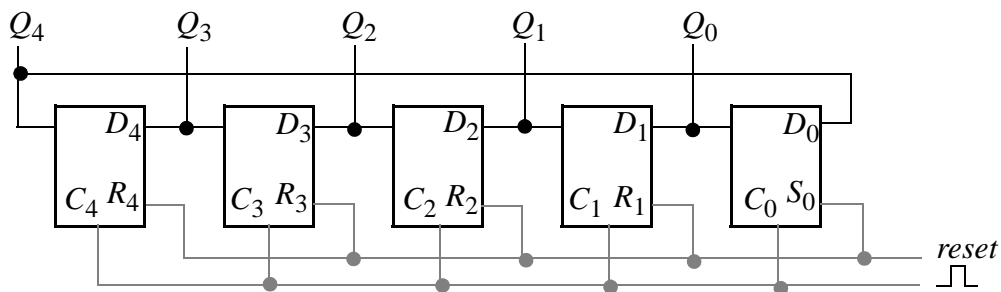 Q₄ Q₃ Q₂ Q₁ Q₀
D₄ D₃ D₂ D₁ D₀
C₄ R₄ C₃ R₃ C₂ R₂ C₁ R₁ C₀ S₀
reset